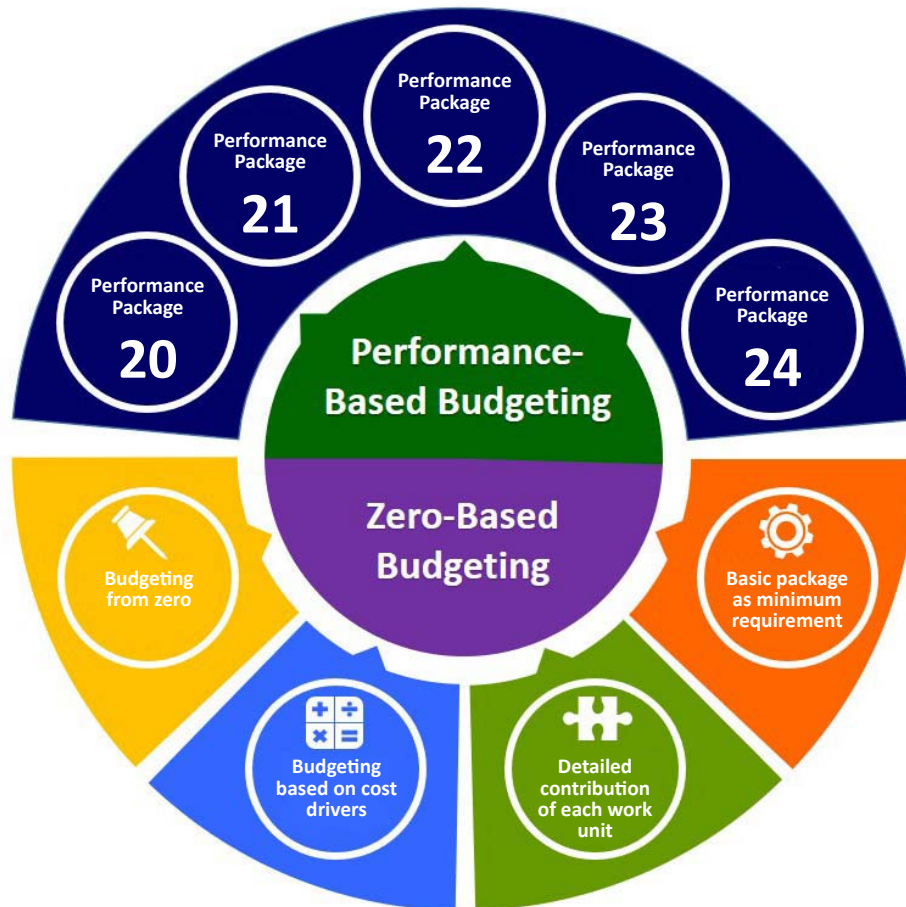 Performance
Package
20
Performance
Package
21
Performance
Package
22
Performance
Package
23
Performance
Package
24
Performance-
Based Budgeting
Zero-Based
Budgeting
Budgeting
from zero
Budgeting
based on cost
drivers
Detailed
contribution
of each work
unit
Basic package
as minimum
requirement